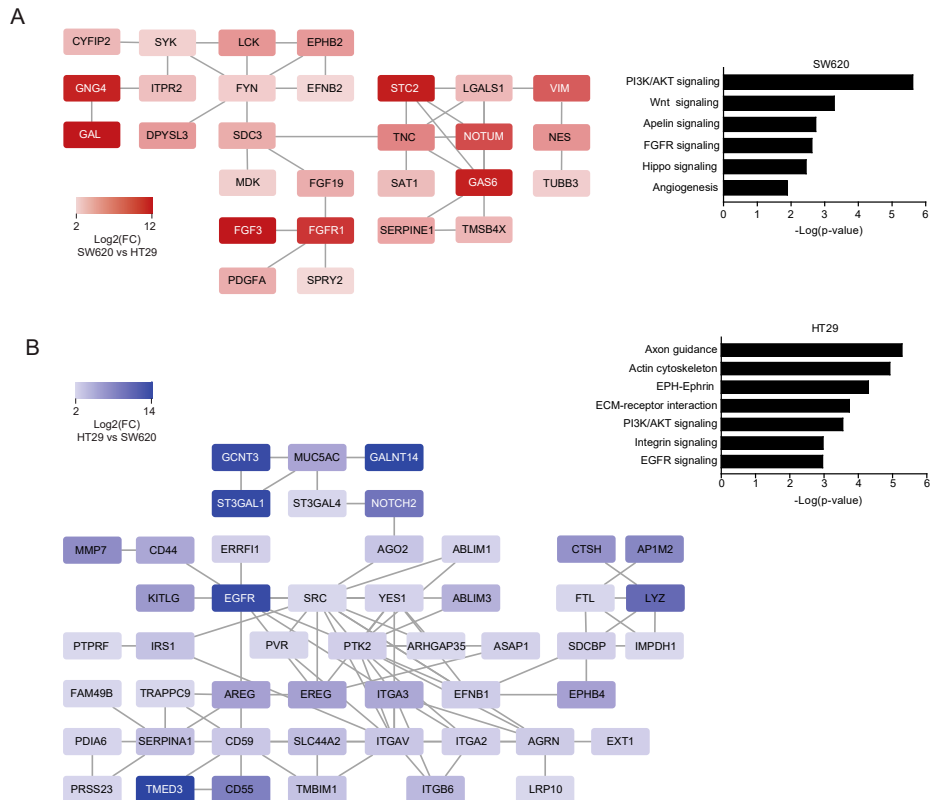 A
CYFIP2 SYK LCK EPHB2
GNG4 ITPR2 FYN EFNB2 STC2 LGALS1 VIM
GAL DPYSL3 SDC3 TNC NOTUM NES
MDK FGF19 SAT1 GAS6 TUBB3
FGF3 FGFR1 SERPINE1 TMSB4X
PDGFA SPRY2
2 12
Log2(FC)
SW620 vs HT29
SW620
PI3K/AKT signaling
Wnt signaling
Apelin signaling
FGFR signaling
Hippo signaling
Angiogenesis
0 1 2 3 4 5 6
-Log(p-value)
B
2 14
Log2(FC)
HT29 vs SW620
HT29
Axon guidance
Actin cytoskeleton
EPH-Ephrin
ECM-receptor interaction
PI3K/AKT signaling
Integrin signaling
EGFR signaling
0 1 2 3 4 5 6
-Log(p-value)
GCNT3 MUC5AC GALNT14
ST3GAL1 ST3GAL4 NOTCH2
MMP7 CD44 ERRFI1 AGO2 ABLIM1 CTSH AP1M2
KITLG EGFR SRC YES1 ABLIM3 FTL LYZ
PTPRF IRS1 PVR PTK2 ARHGAP35 ASAP1 SDCBP IMPDH1
FAM49B TRAPPC9 AREG EREG ITGA3 EFNB1 EPHB4
PDIA6 SERPINA1 CD59 SLC44A2 ITGAV ITGA2 AGRN EXT1
PRSS23 TMED3 CD55 TMBIM1 ITGB6 LRP10